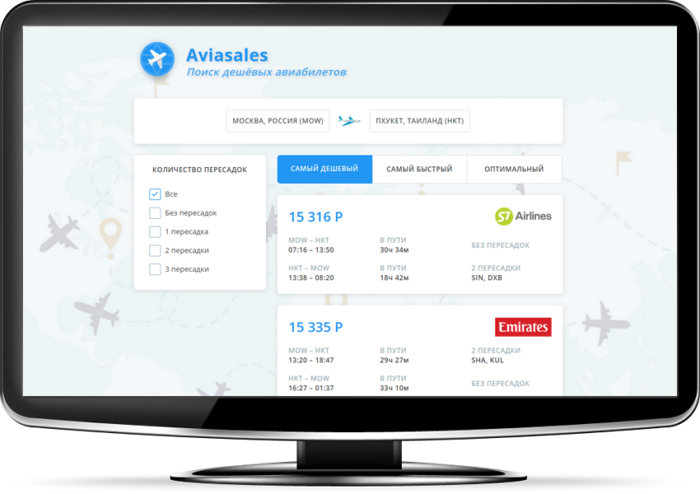 Aviasales
Поиск дешёвых авиабилетов
МОСКВА, РОССИЯ (MOW)
ПХУКЕТ, ТАИЛАНД (HKT)
КОЛИЧЕСТВО ПЕРЕСАДОК
Все
Без пересадок
1 пересадка
2 пересадки
3 пересадки
САМЫЙ ДЕШЕВЫЙ
САМЫЙ БЫСТРЫЙ
ОПТИМАЛЬНЫЙ
15 316 Р
S7 Airlines
MOW – HKT
В ПУТИ
БЕЗ ПЕРЕСАДОК
07:16 – 13:50
30ч 34м
HKT – MOW
В ПУТИ
2 ПЕРЕСАДКИ
13:38 – 08:20
18ч 42м
SIN, DXB
15 335 Р
Emirates
MOW – HKT
В ПУТИ
2 ПЕРЕСАДКИ
13:20 – 18:47
29ч 27м
SHA, KUL
HKT – MOW
В ПУТИ
БЕЗ ПЕРЕСАДОК
16:27 – 01:37
33ч 10м